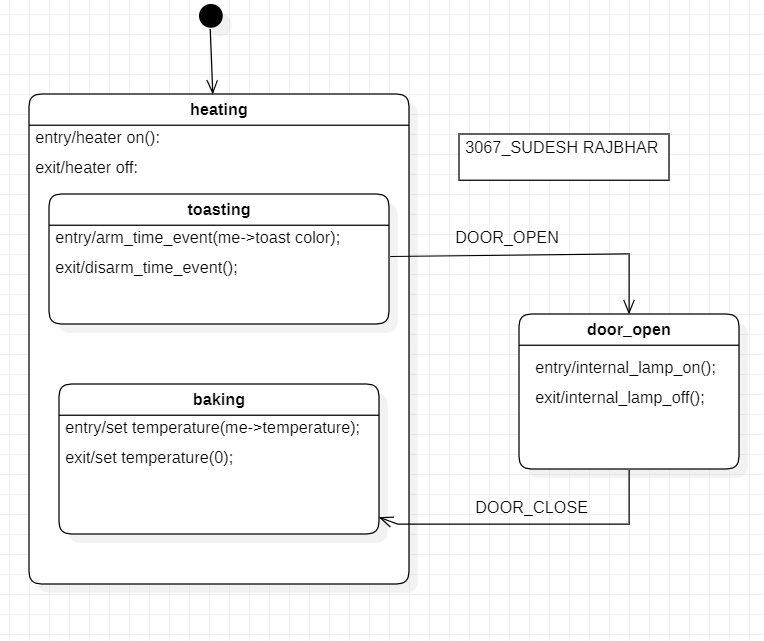 heating
entry/heater on():
exit/heater off:
3067_SUDESH RAJBHAR
toasting
entry/arm_time_event(me->toast color);
exit/disarm_time_event();
DOOR_OPEN
door_open
entry/internal_lamp_on();
exit/internal_lamp_off();
baking
entry/set temperature(me->temperature);
exit/set temperature(0);
DOOR_CLOSE